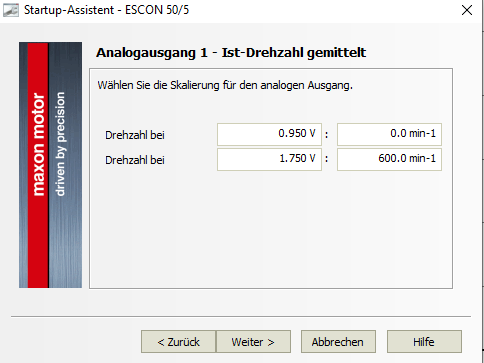 Startup-Assistent - ESCON 50/5
Analogausgang 1 - Ist-Drehzahl gemittelt
maxon motor
driven by precision
Wählen Sie die Skalierung für den analogen Ausgang.
Drehzahl bei 0.950 V : 0.0 min-1
Drehzahl bei 1.750 V : 600.0 min-1
< Zurück Weiter > Abbrechen Hilfe